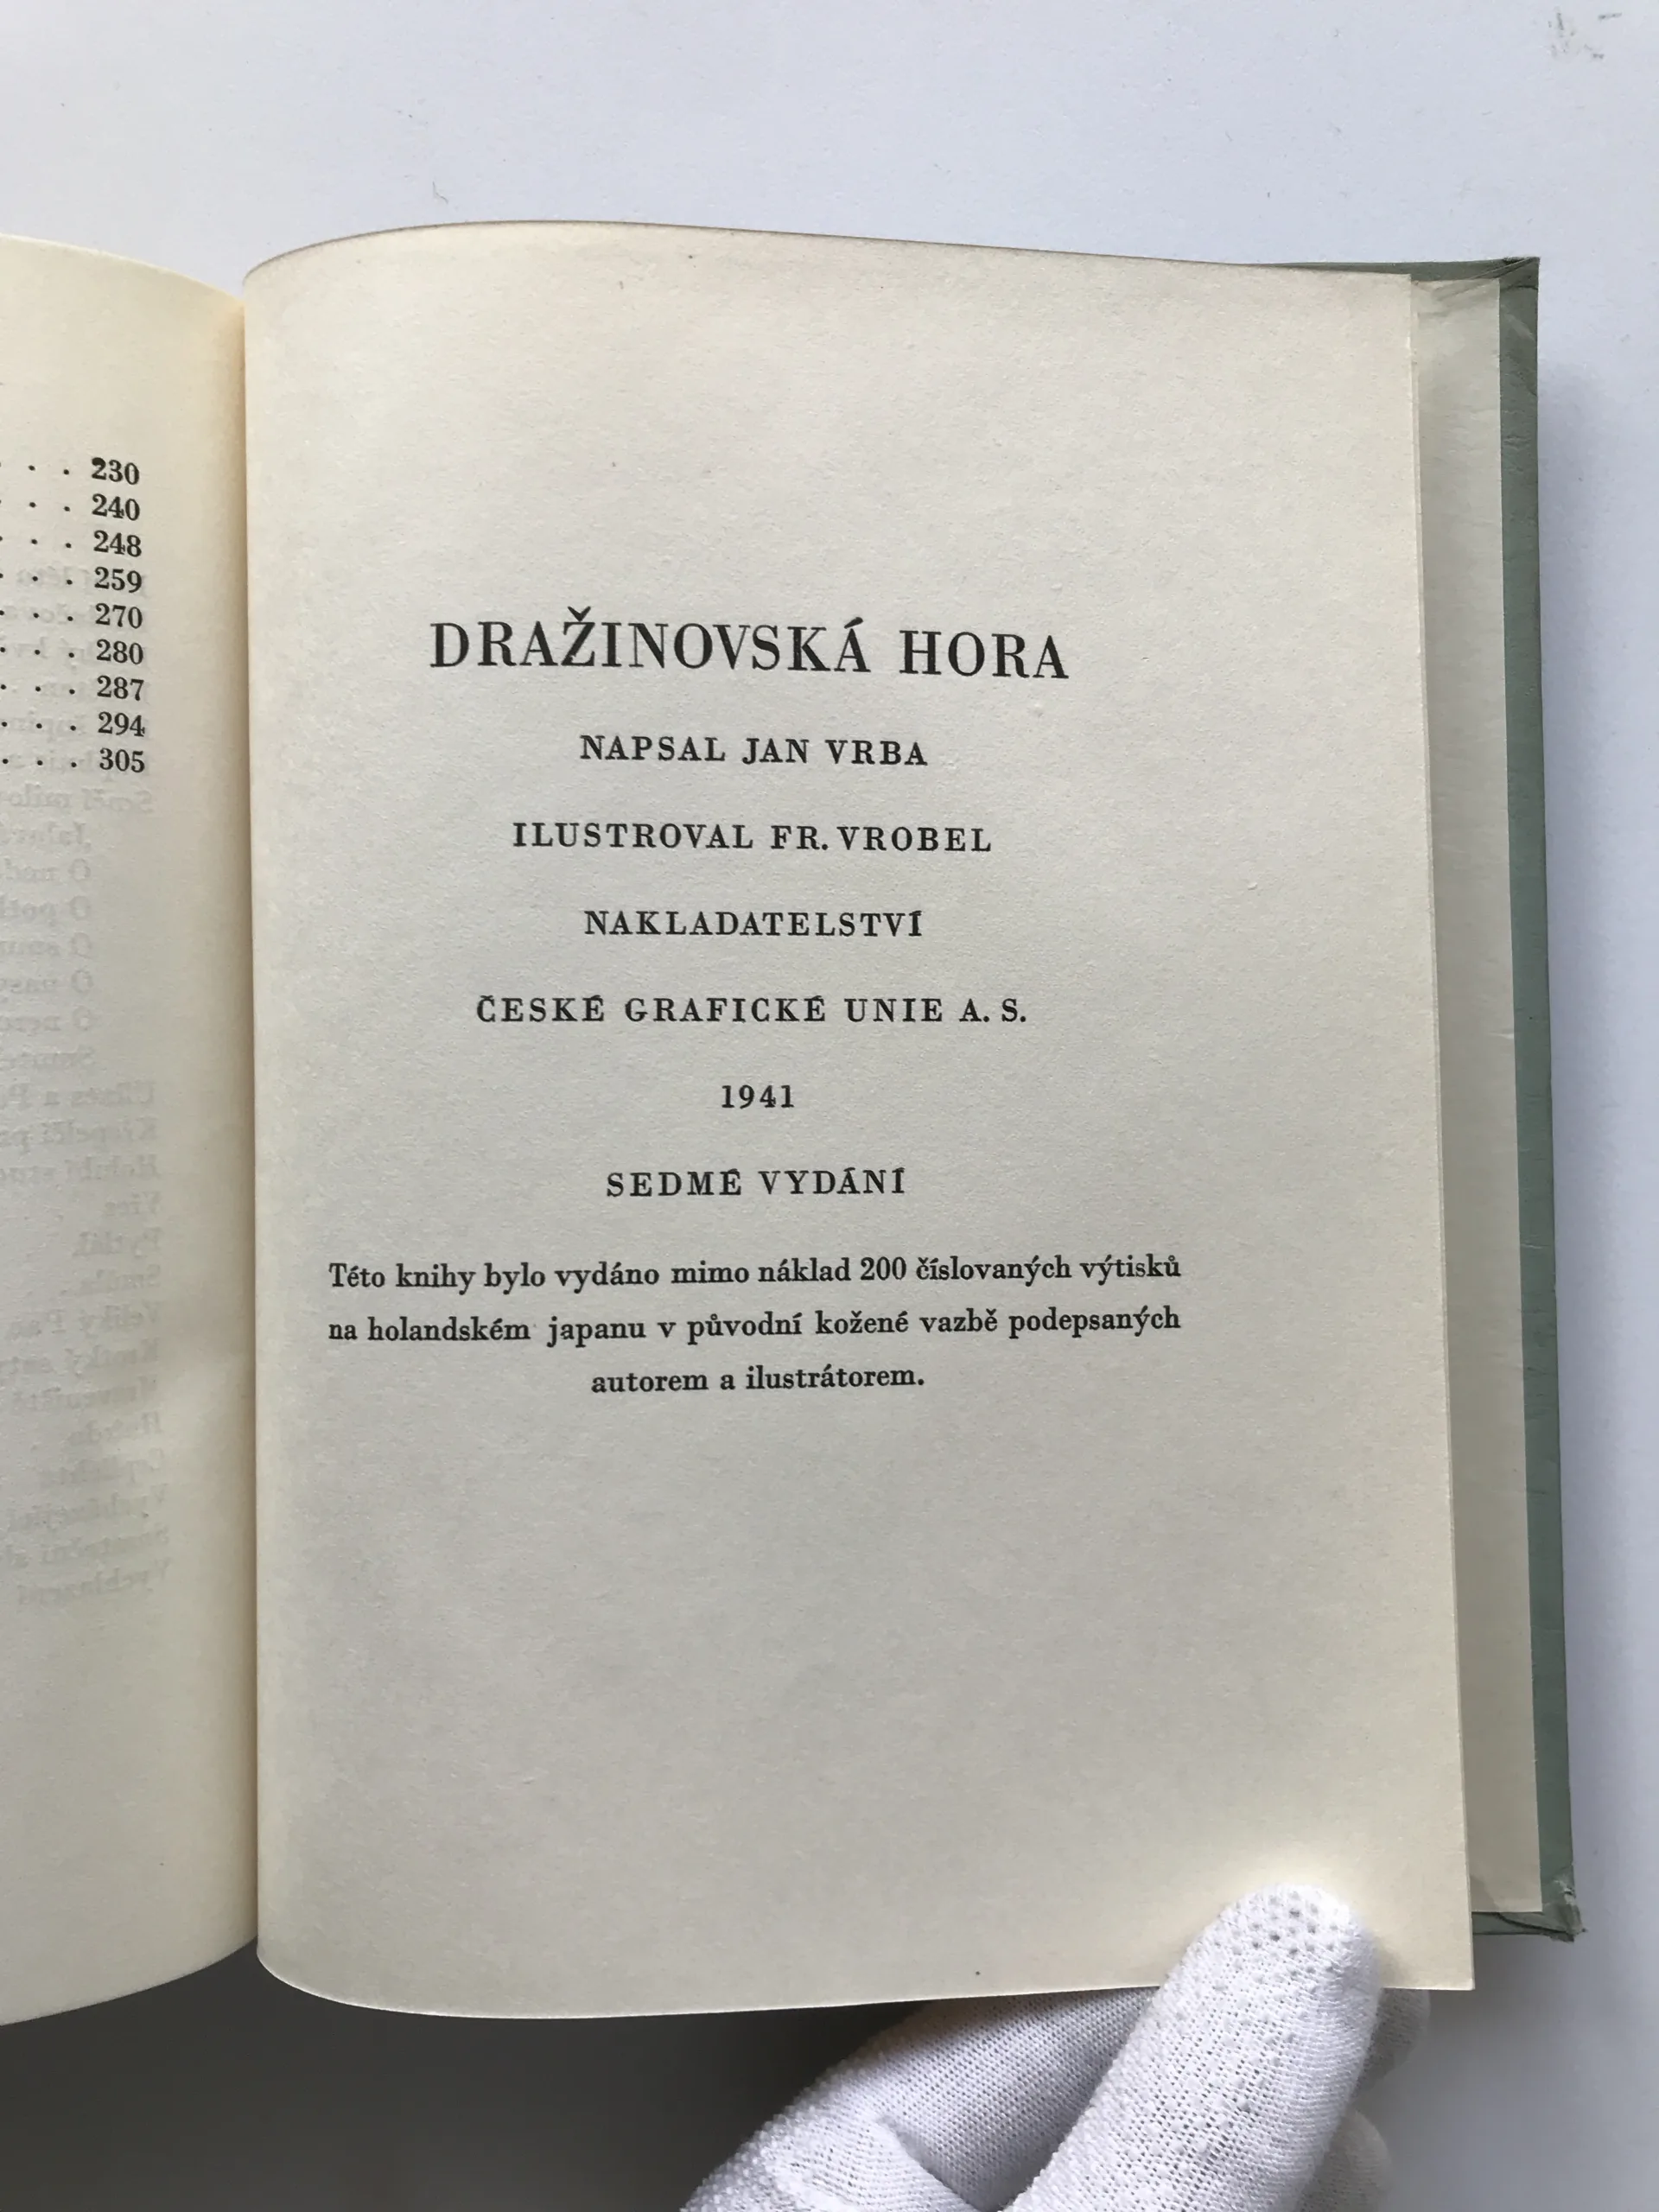 . . 230
. . 240
. . . 248
. . . 259
. . . 270
. . . 280
. . . 287
. . . 294
. . . 305
DRAŽINOVSKÁ HORA
NAPSAL JAN VRBA
ILUSTROVAL FR. VROBEL
NAKLADATELSTVÍ
ČESKÉ GRAFICKÉ UNIE A. S.
1941
SEDMÉ VYDÁNÍ
Této knihy bylo vydáno mimo náklad 200 číslovaných výtisků
na holandském japanu v původní kožené vazbě podepsaných
autorem a ilustrátorem.